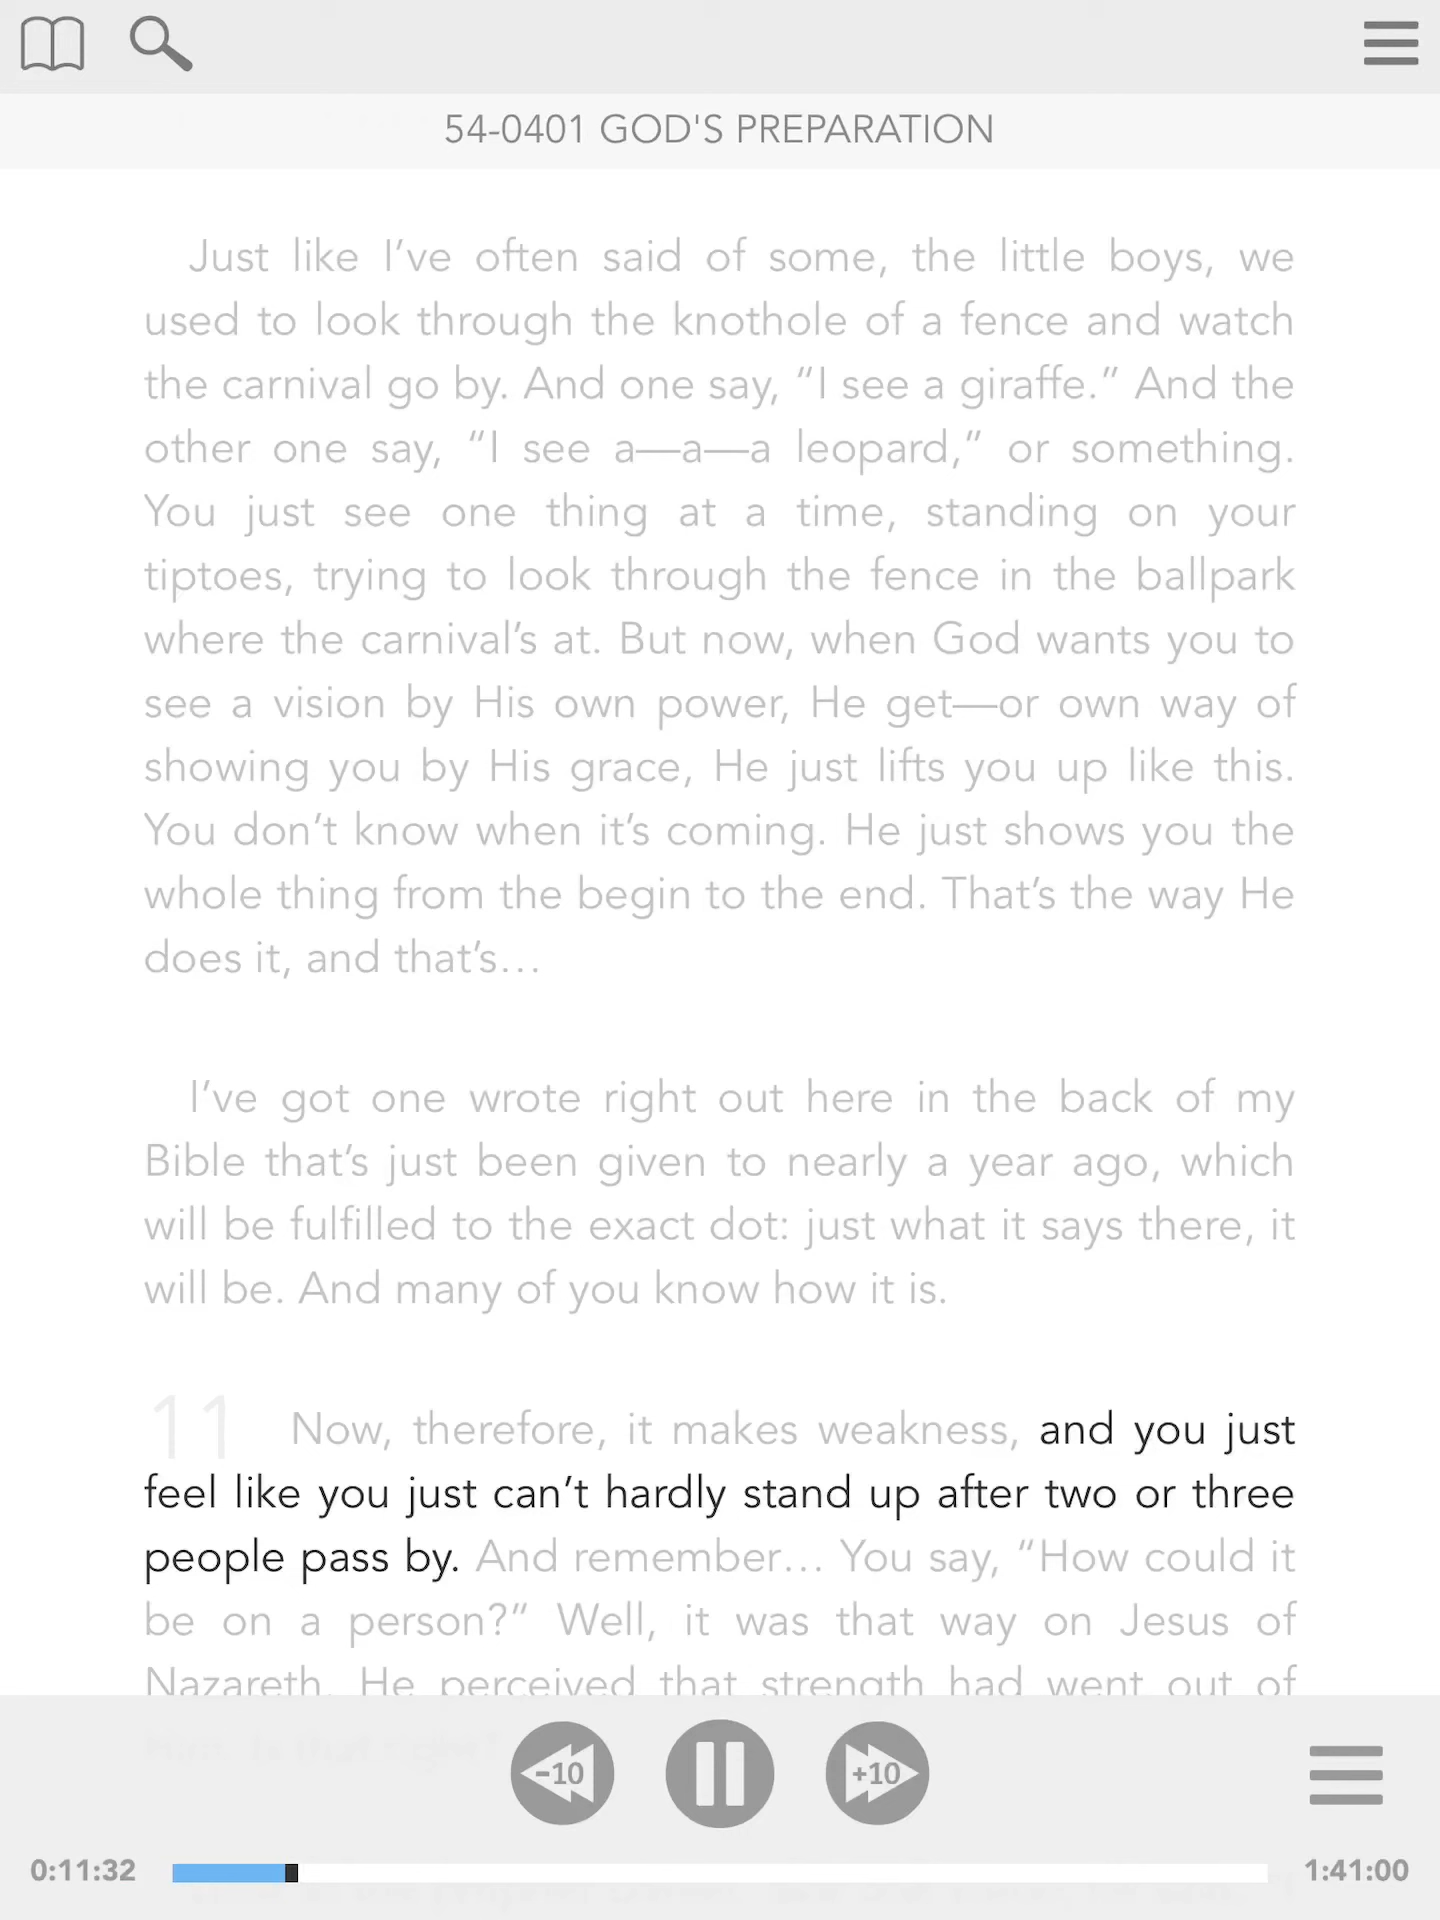 54-0401 GOD'S PREPARATION
Just like I’ve often said of some, the little boys, we
used to look through the knothole of a fence and watch
the carnival go by. And one say, “I see a giraffe.” And the
other one say, “I see a—a—a leopard,” or something.
You just see one thing at a time, standing on your
tiptoes, trying to look through the fence in the ballpark
where the carnival’s at. But now, when God wants you to
see a vision by His own power, He get—or own way of
showing you by His grace, He just lifts you up like this.
You don’t know when it’s coming. He just shows you the
whole thing from the begin to the end. That’s the way He
does it, and that’s…
I’ve got one wrote right out here in the back of my
Bible that’s just been given to nearly a year ago, which
will be fulfilled to the exact dot: just what it says there, it
will be. And many of you know how it is.
11 Now, therefore, it makes weakness, and you just
feel like you just can’t hardly stand up after two or three
people pass by. And remember… You say, “How could it
be on a person?” Well, it was that way on Jesus of
Nazareth. He perceived that strength had went out of
-10 +10
0:11:32 1:41:00